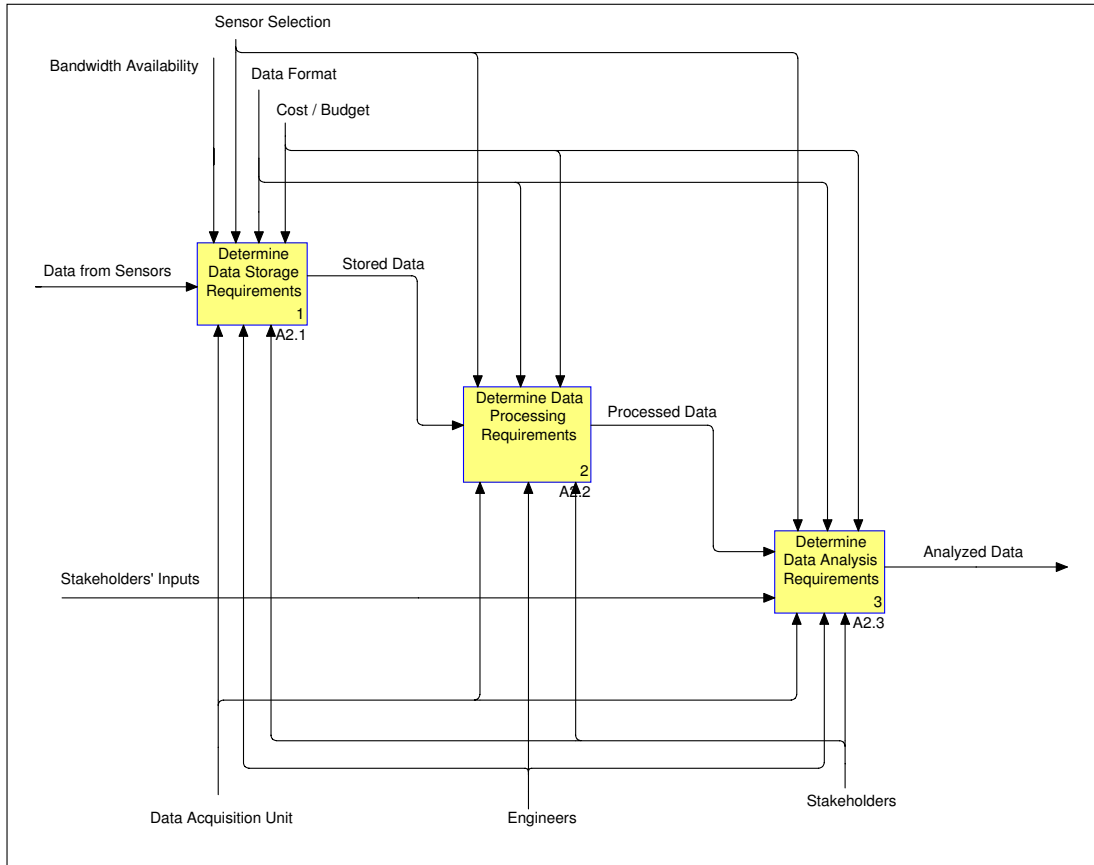 Sensor Selection
Bandwidth Availability
Data Format
Cost / Budget
Determine
Data Storage
Requirements
1
A2.1
Data from Sensors
Stored Data
Determine Data
Processing
Requirements
2
A2.2
Processed Data
Determine
Data Analysis
Requirements
3
A2.3
Analyzed Data
Stakeholders' Inputs
Data Acquisition Unit
Engineers
Stakeholders